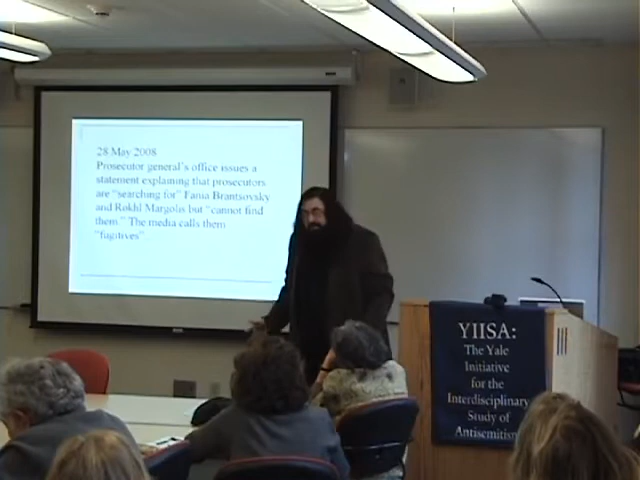 28 May 2008
Prosecutor general's office issues a
statement explaining that prosecutors
are "searching for" Fania Brantsovsky
and Rokhl Margolis but "cannot find
them." The media calls them
"fugitives"
YIISA:
The Yale
Initiative
for the
Interdisciplinary
Study of
Antisemitism